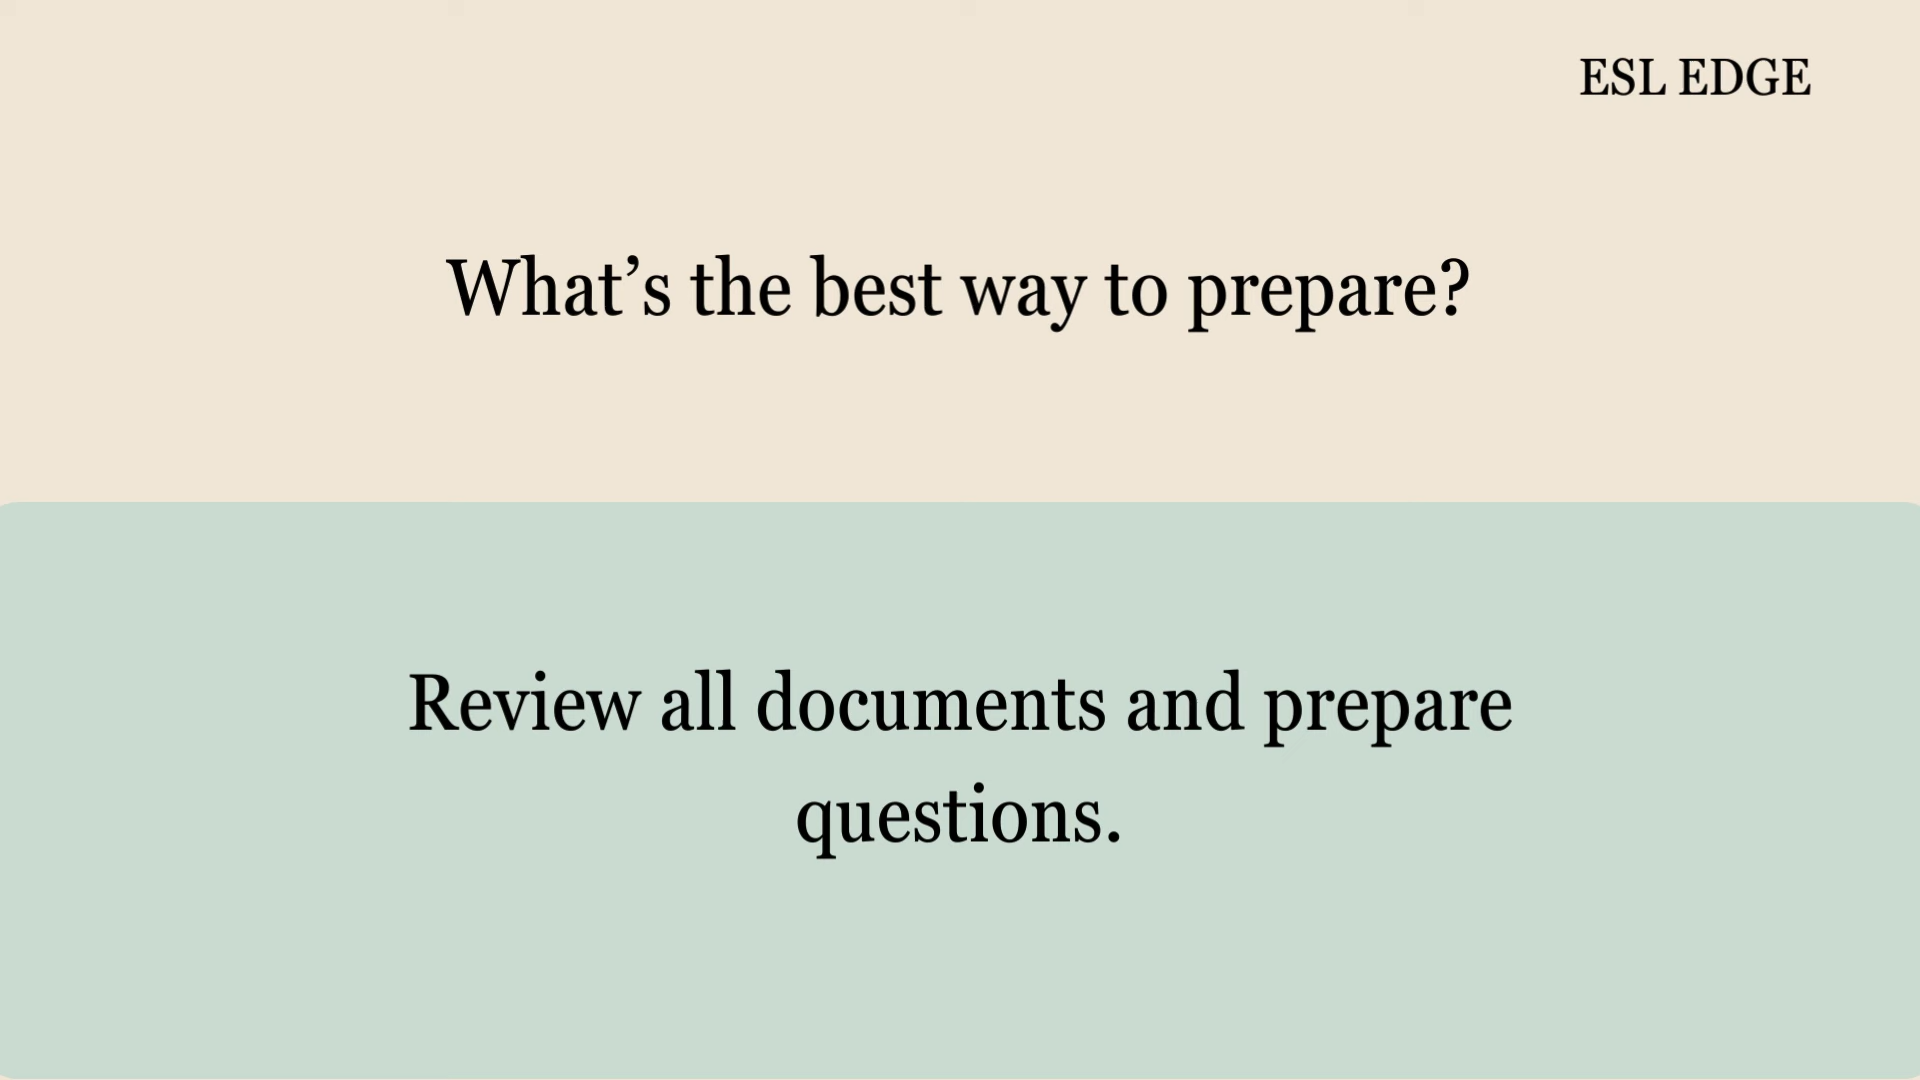 ESL EDGE
What’s the best way to prepare?
Review all documents and prepare
questions.